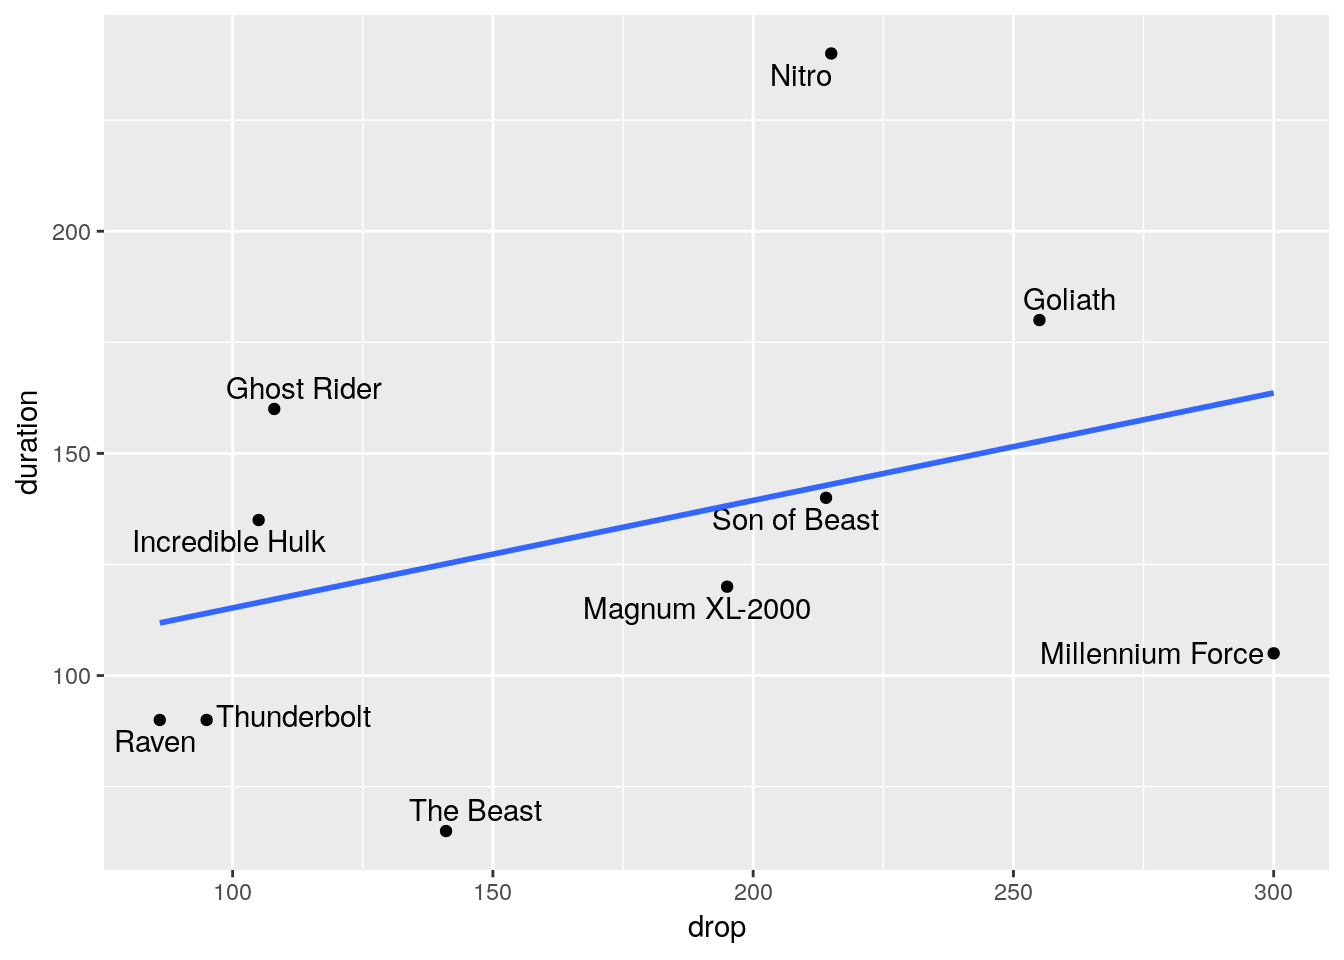 Nitro
200
Goliath
Ghost Rider
duration
150
Son of Beast
Incredible Hulk
Magnum XL-2000
Millennium Force
100
Thunderbolt
Raven
The Beast
100
150
200
250
300
drop